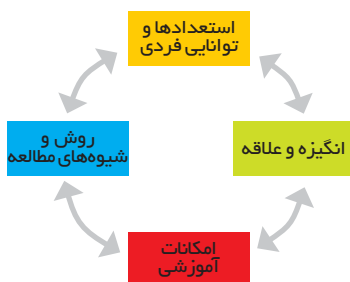 استعدادها و
توانایی فردی
انگیزه و علاقه
روش و
شیوه‌های مطالعه
امکانات
آموزشی